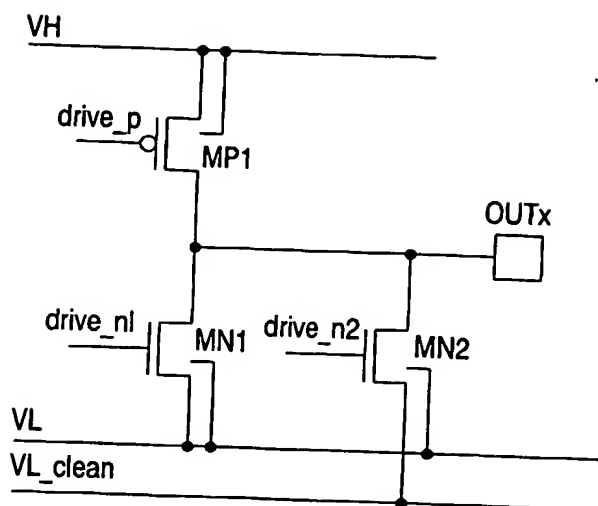 VH
drive_p
MP1
OUTx
drive_nl
MN1
drive_n2
MN2
VL
VL_clean